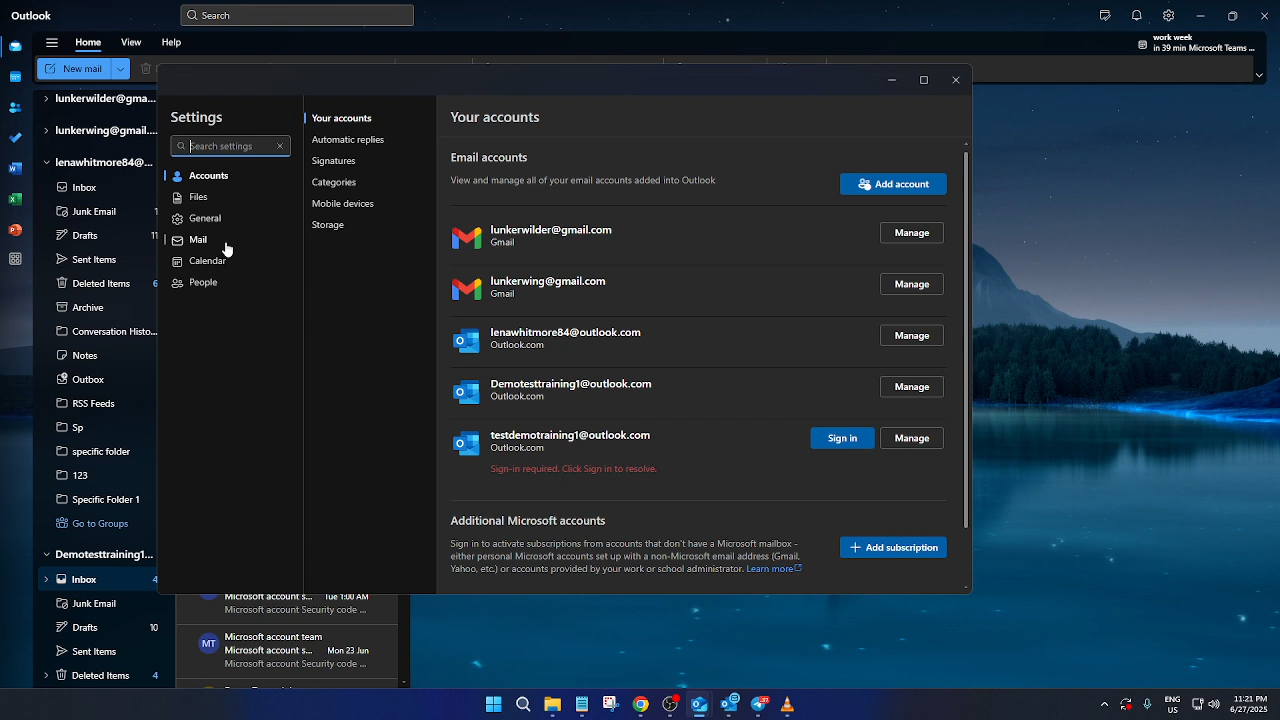 Outlook
Search
Home
View
Help
work week
in 39 min Microsoft Teams ...
New mail
lunkerwilder@gma...
lunkerwing@gmail....
lenawhitmore84@...
Inbox
Junk Email
1
Drafts
11
Sent Items
Deleted Items
6
Archive
Conversation Histo...
Notes
Outbox
RSS Feeds
Sp
specific folder
123
Specific Folder 1
Go to Groups
Demotesttraining1...
Inbox
4
Junk Email
Drafts
10
Sent Items
Deleted Items
4
Settings
Search settings
Accounts
Files
General
Mail
Calendar
People
Your accounts
Automatic replies
Signatures
Categories
Mobile devices
Storage
Your accounts
Email accounts
View and manage all of your email accounts added into Outlook
Add account
lunkerwilder@gmail.com
Gmail
Manage
lunkerwing@gmail.com
Gmail
Manage
lenawhitmore84@outlook.com
Outlook.com
Manage
Demotesttraining1@outlook.com
Outlook.com
Manage
testdemotraining1@outlook.com
Outlook.com
Sign-in required. Click Sign in to resolve.
Sign in
Manage
Additional Microsoft accounts
Sign in to activate subscriptions from accounts that don't have a Microsoft mailbox -
either personal Microsoft accounts set up with a non-Microsoft email address (Gmail,
Yahoo, etc.) or accounts provided by your work or school administrator. Learn more
Add subscription
Microsoft account s... Tue 1:00 AM
Microsoft account Security code ...
MT
Microsoft account team
Microsoft account s... Mon 23 Jun
Microsoft account Security code ...
ENG
US
11:21 PM
6/27/2025